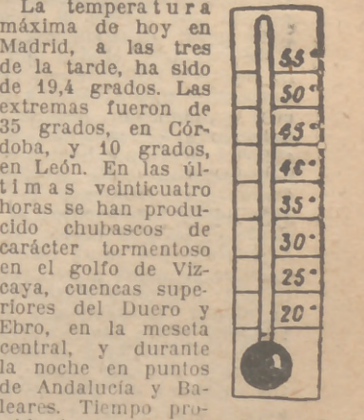 La temperatura
máxima de hoy en
Madrid, a las tres
de la tarde, ha sido
de 19,4 grados. Las
extremas fueron de
35 grados, en Cór-
doba, y 10 grados,
en León. En las úl-
timas veinticuatro
horas se han produ-
cido chubascos de
carácter tormentoso
en el golfo de Viz-
caya, cuencas supe-
riores del Duero y
Ebro, en la meseta
central, y durante
la noche en puntos
de Andalucía y Ba-
leares. Tiempo pro-
55°
50°
45°
40°
35°
30°
25°
20°